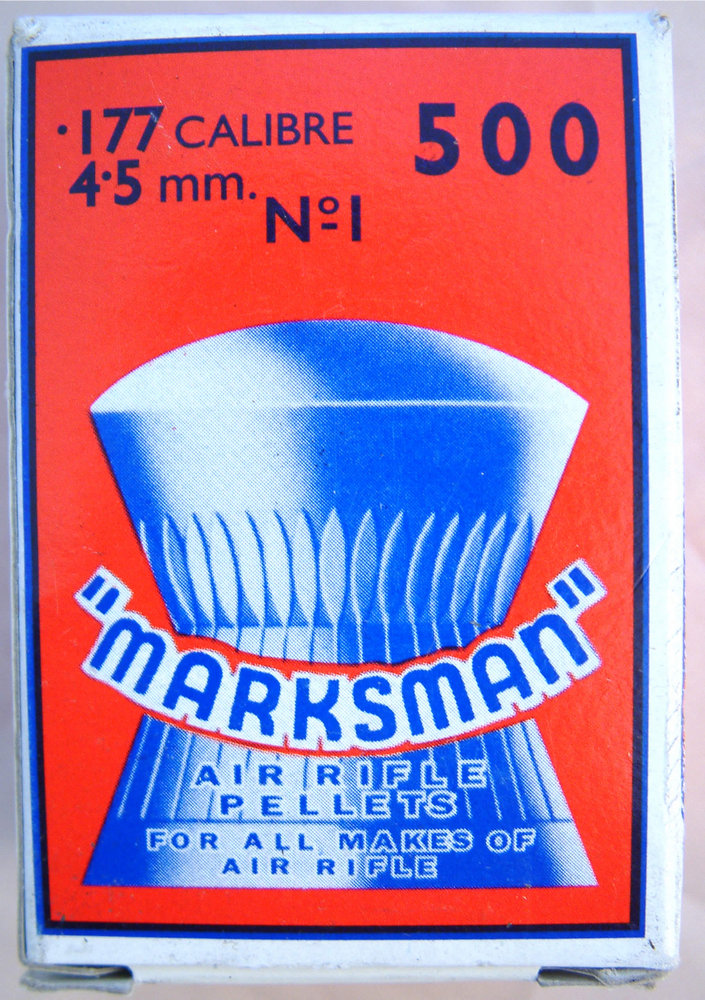 ·177 CALIBRE 500
4·5 mm.
Nº1
"MARKSMAN"
AIR RIFLE
PELLETS
FOR ALL MAKES OF
AIR RIFLE